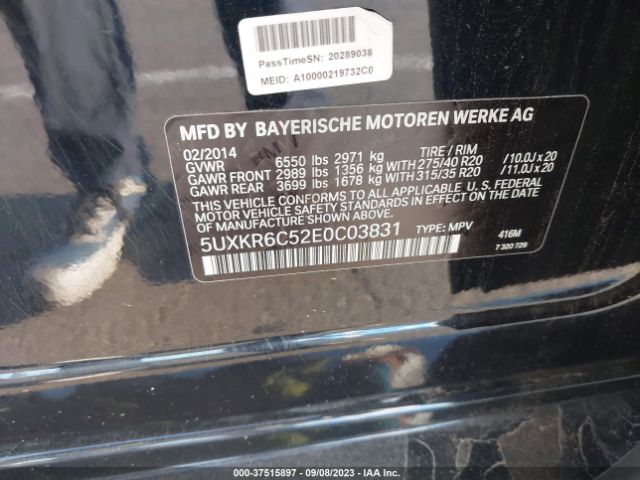 PassTimeSN: 20289038
MEID: A10000219732C0
MFD BY BAYERISCHE MOTOREN WERKE AG
02/2014 TIRE / RIM
GVWR 6550 lbs 2971 kg
GAWR FRONT 2989 lbs 1356 kg WITH 275/40 R20 /10.0J x 20
GAWR REAR 3699 lbs 1678 kg WITH 315/35 R20 /11.0J x 20
THIS VEHICLE CONFORMS TO ALL APPLICABLE U.S. FEDERAL
MOTOR VEHICLE SAFETY, BUMPER, AND THEFT PREVENTION
STANDARDS IN EFFECT ON THE DATE OF MANUFACTURE SHOWN ABOVE.
5UXKR6C52E0C03831 TYPE: MPV 416M
7 320 729
000-37515897 - 09/08/2023 - IAA Inc.